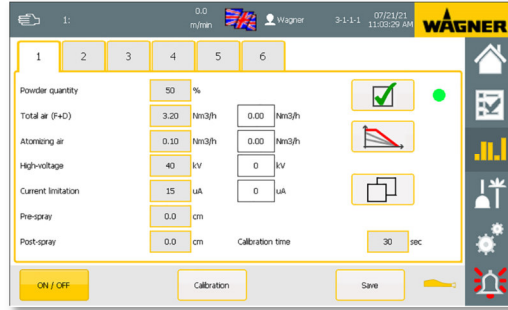 1: 0.0 m/min Wagner 3-1-1-1 07/21/21 11:03:29 AM WAGNER
1 2 3 4 5 6
Powder quantity 50 %
Total air (F+D) 3.20 Nm3/h 0.00 Nm3/h
Atomizing air 0.10 Nm3/h 0.00 Nm3/h
High-voltage 40 kV 0 kV
Current limitation 15 uA 0 uA
Pre-spray 0.0 cm
Post-spray 0.0 cm Calibration time 30 sec
ON / OFF Calibration Save